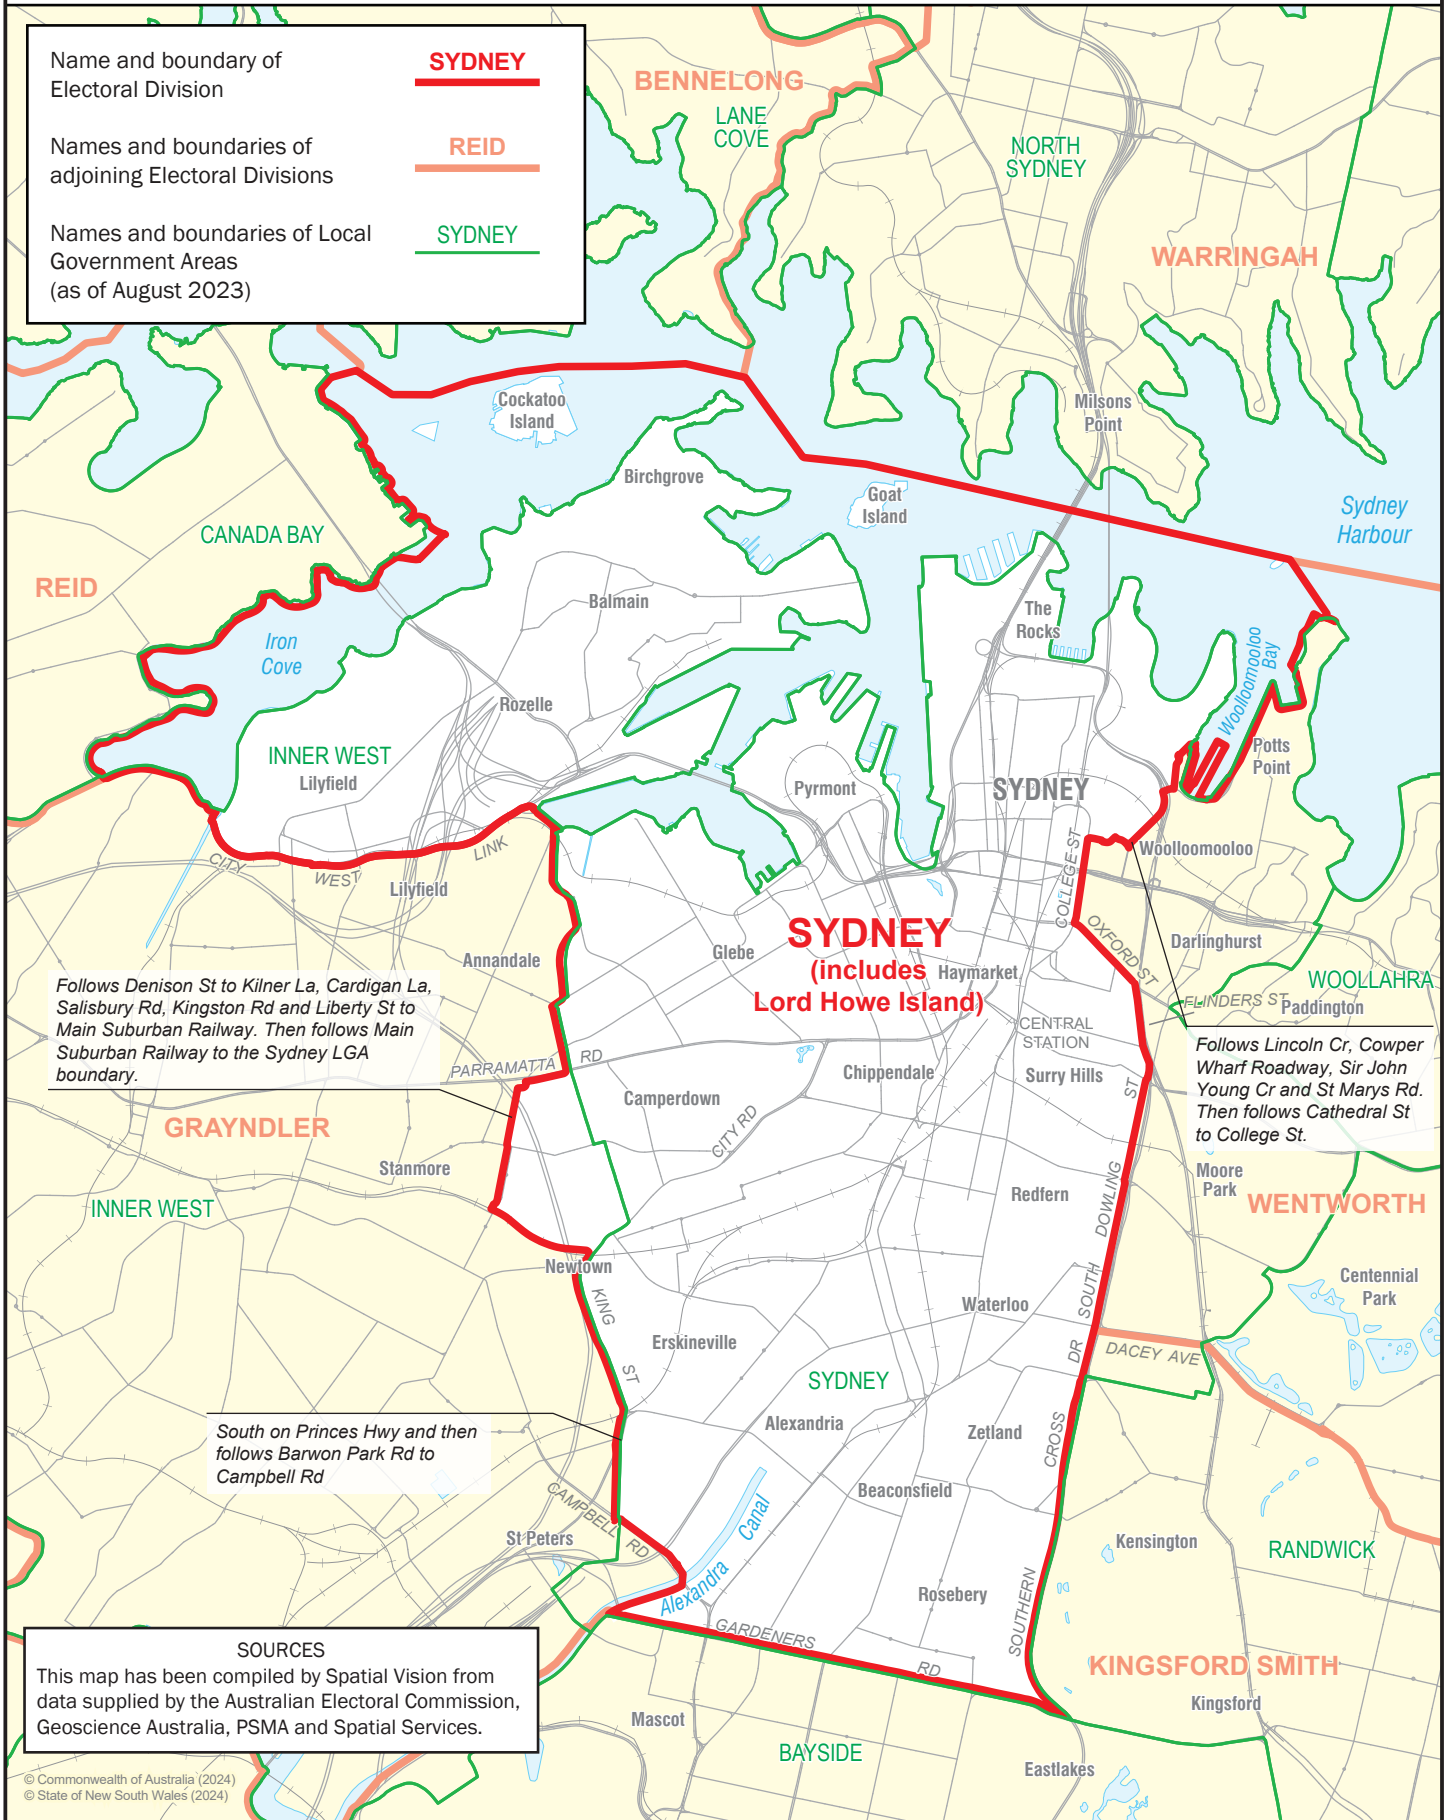 Name and boundary of
Electoral Division
SYDNEY
Names and boundaries of
adjoining Electoral Divisions
REID
Names and boundaries of Local
Government Areas
(as of August 2023)
SYDNEY
BENNELONG
LANE
COVE
NORTH
SYDNEY
WARRINGAH
Cockatoo
Island
Milsons
Point
Birchgrove
Goat
Island
Sydney
Harbour
CANADA BAY
REID
Balmain
The
Rocks
Iron
Cove
Woolloomooloo
Bay
Rozelle
INNER WEST
Lilyfield
Potts
Point
Pyrmont
SYDNEY
COLLEGE ST
Woolloomooloo
CITY
WEST
LINK
Lilyfield
OXFORD ST
Darlinghurst
SYDNEY
(includes
Lord Howe Island)
Glebe
Haymarket
Annandale
WOOLLAHRA
FLINDERS ST
Paddington
Follows Denison St to Kilner La, Cardigan La,
Salisbury Rd, Kingston Rd and Liberty St to
Main Suburban Railway. Then follows Main
Suburban Railway to the Sydney LGA
boundary.
CENTRAL
STATION
Follows Lincoln Cr, Cowper
Wharf Roadway, Sir John
Young Cr and St Marys Rd.
Then follows Cathedral St
to College St.
PARRAMATTA
RD
Chippendale
Surry Hills
Camperdown
CITY RD
GRAYNDLER
Stanmore
ST
DOWLING
SOUTH
Moore
Park
Redfern
WENTWORTH
INNER WEST
Newtown
KING
ST
Centennial
Park
Waterloo
Erskineville
DR
DACEY AVE
SYDNEY
Alexandria
Zetland
CROSS
South on Princes Hwy and then
follows Barwon Park Rd to
Campbell Rd
Beaconsfield
CAMPBELL
RD
St Peters
Alexandra
Canal
Kensington
RANDWICK
Rosebery
SOUTHERN
GARDENERS
RD
KINGSFORD SMITH
Kingsford
SOURCES
This map has been compiled by Spatial Vision from
data supplied by the Australian Electoral Commission,
Geoscience Australia, PSMA and Spatial Services.
Mascot
BAYSIDE
Eastlakes
© Commonwealth of Australia (2024)
© State of New South Wales (2024)